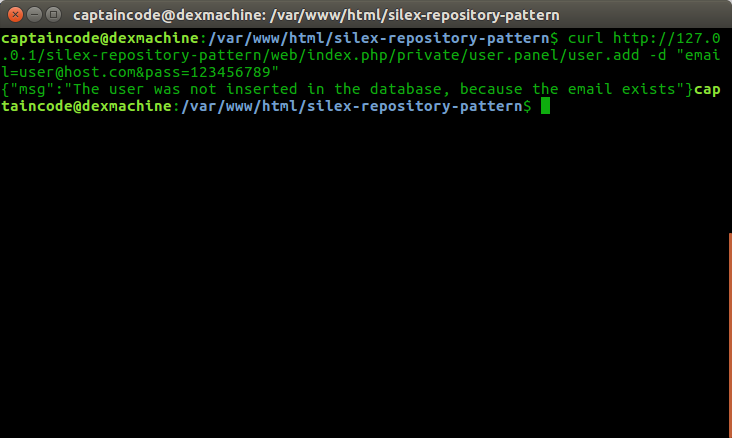 captaincode@dexmachine: /var/www/html/silex-repository-pattern
captaincode@dexmachine:/var/www/html/silex-repository-pattern$ curl http://127.0
.0.1/silex-repository-pattern/web/index.php/private/user.panel/user.add -d "emai
l=user@host.com&pass=123456789"
{"msg":"The user was not inserted in the database, because the email exists"}cap
taincode@dexmachine:/var/www/html/silex-repository-pattern$